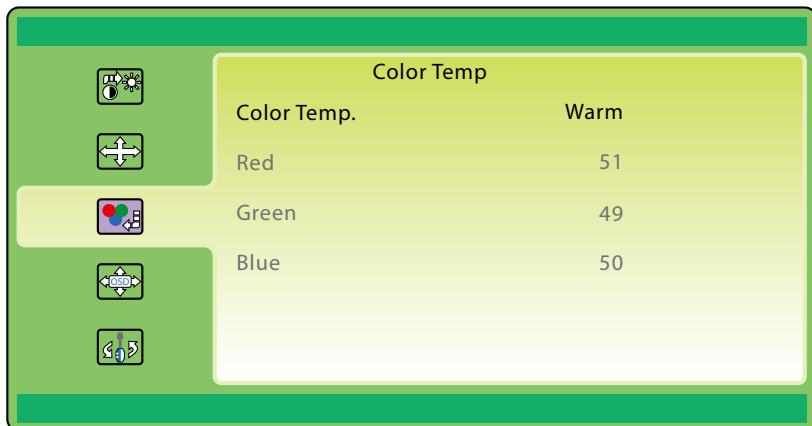 Color Temp
Color Temp. Warm
Red 51
Green 49
Blue 50
OSD